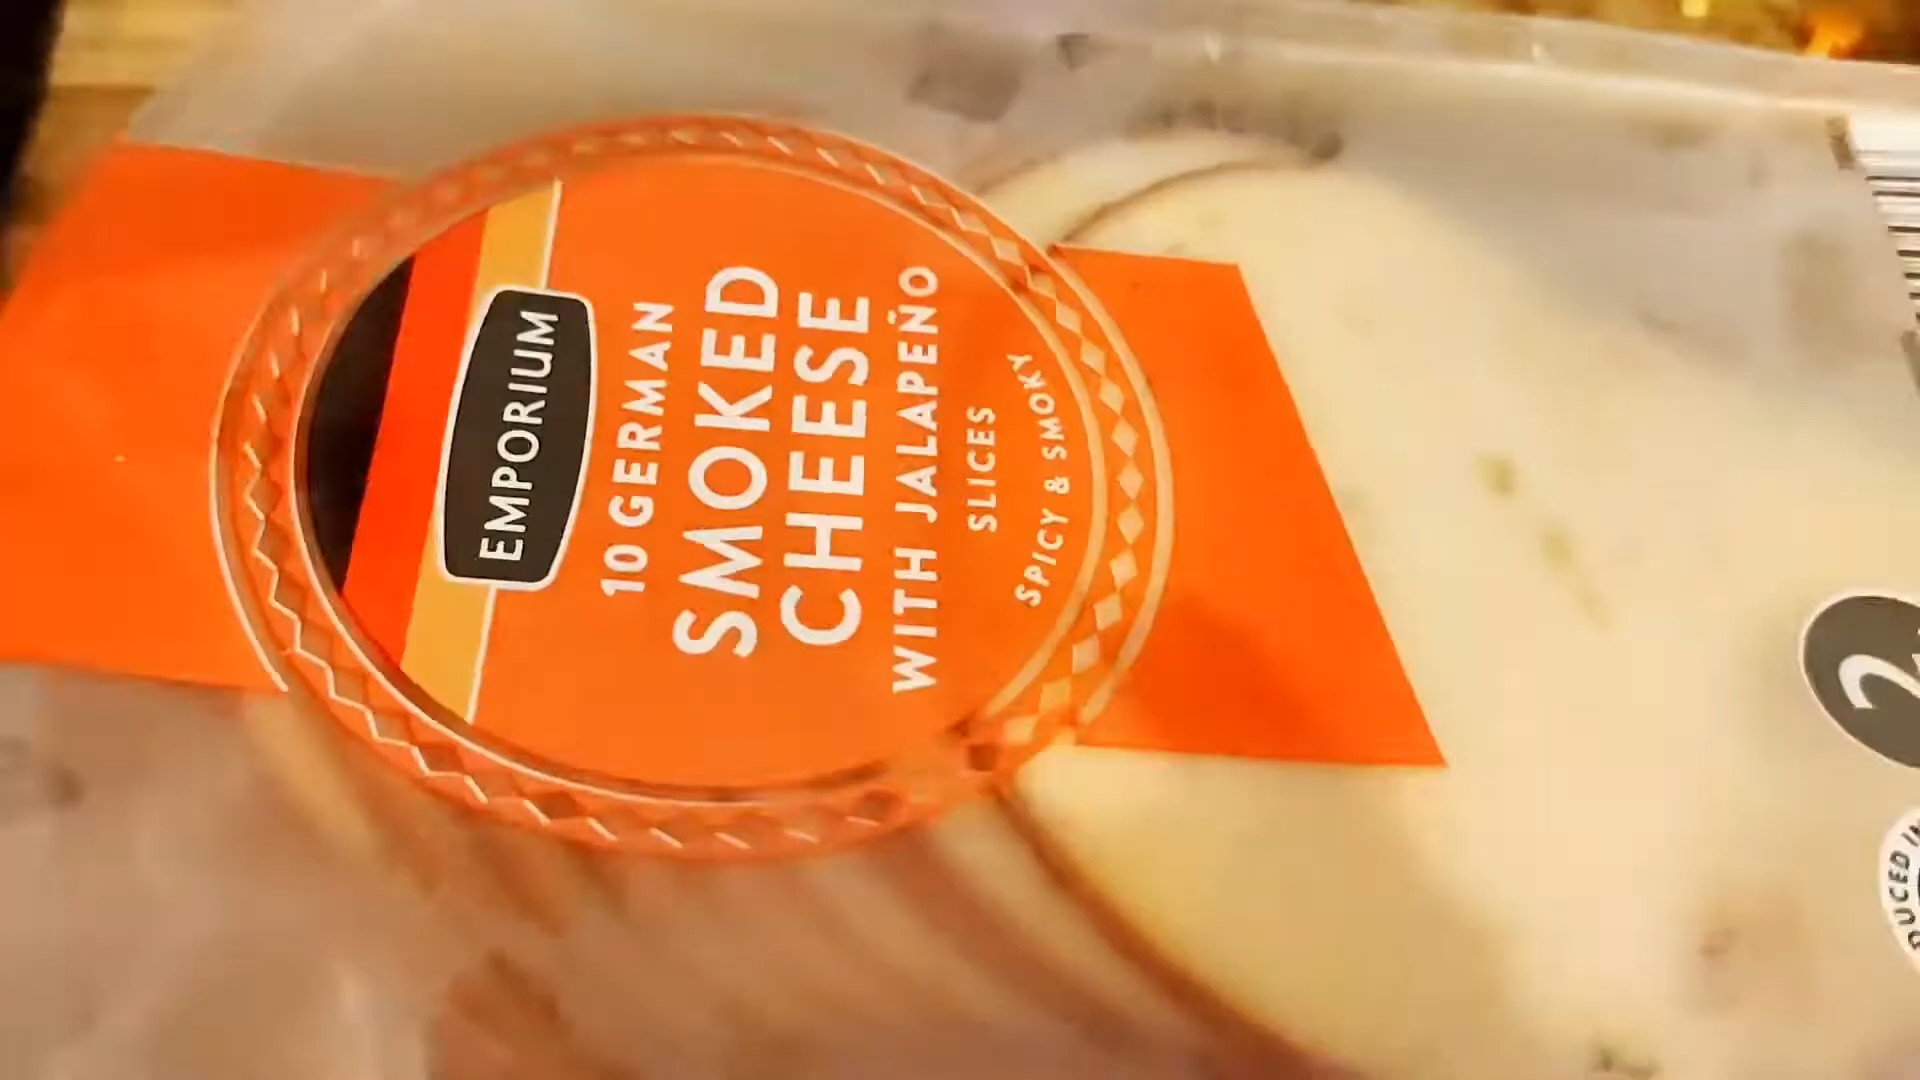 EMPORIUM
10 GERMAN
SMOKED
CHEESE
WITH JALAPEÑO
SLICES
SPICY & SMOKY